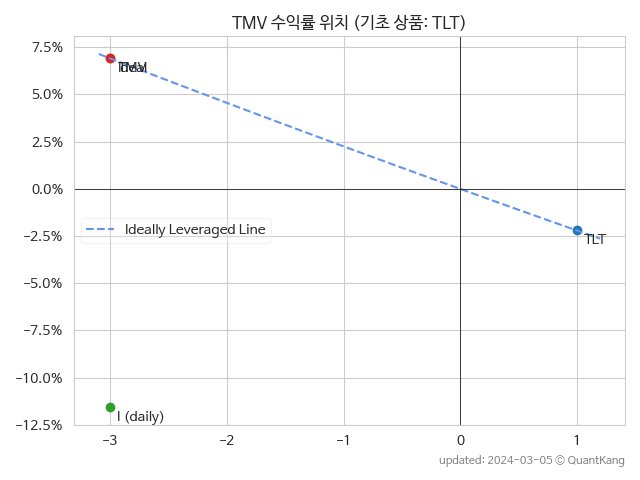 TMV 수익률 위치 (기초 상품: TLT)
7.5%
5.0%
2.5%
0.0%
−2.5%
−5.0%
−7.5%
−10.0%
−12.5%
TMV
Ideally Leveraged Line
TLT
I (daily)
−3
−2
−1
0
1
updated: 2024-03-05 © QuantKang